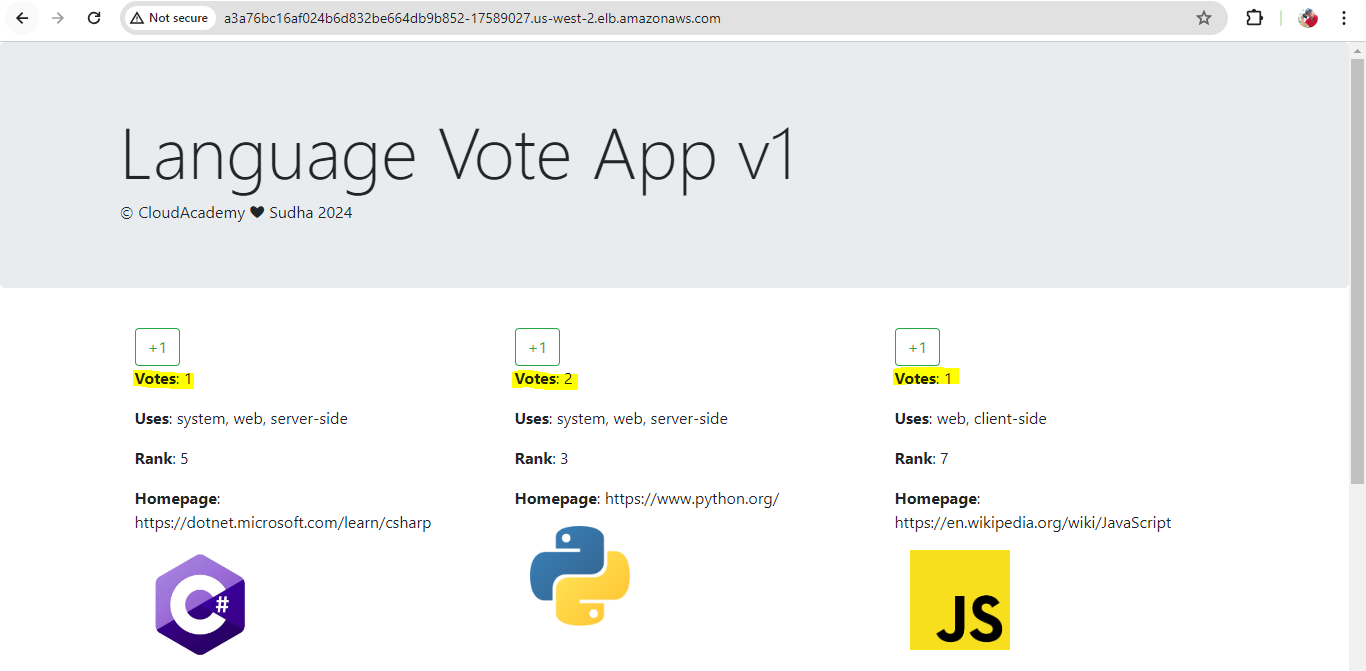 Not secure
a3a76bc16af024b6d832be664db9b852-17589027.us-west-2.elb.amazonaws.com
Language Vote App v1
© CloudAcademy ♥ Sudha 2024
+1
Votes: 1
Uses: system, web, server-side
Rank: 5
Homepage:
https://dotnet.microsoft.com/learn/csharp
C#
+1
Votes: 2
Uses: system, web, server-side
Rank: 3
Homepage: https://www.python.org/
+1
Votes: 1
Uses: web, client-side
Rank: 7
Homepage:
https://en.wikipedia.org/wiki/JavaScript
JS